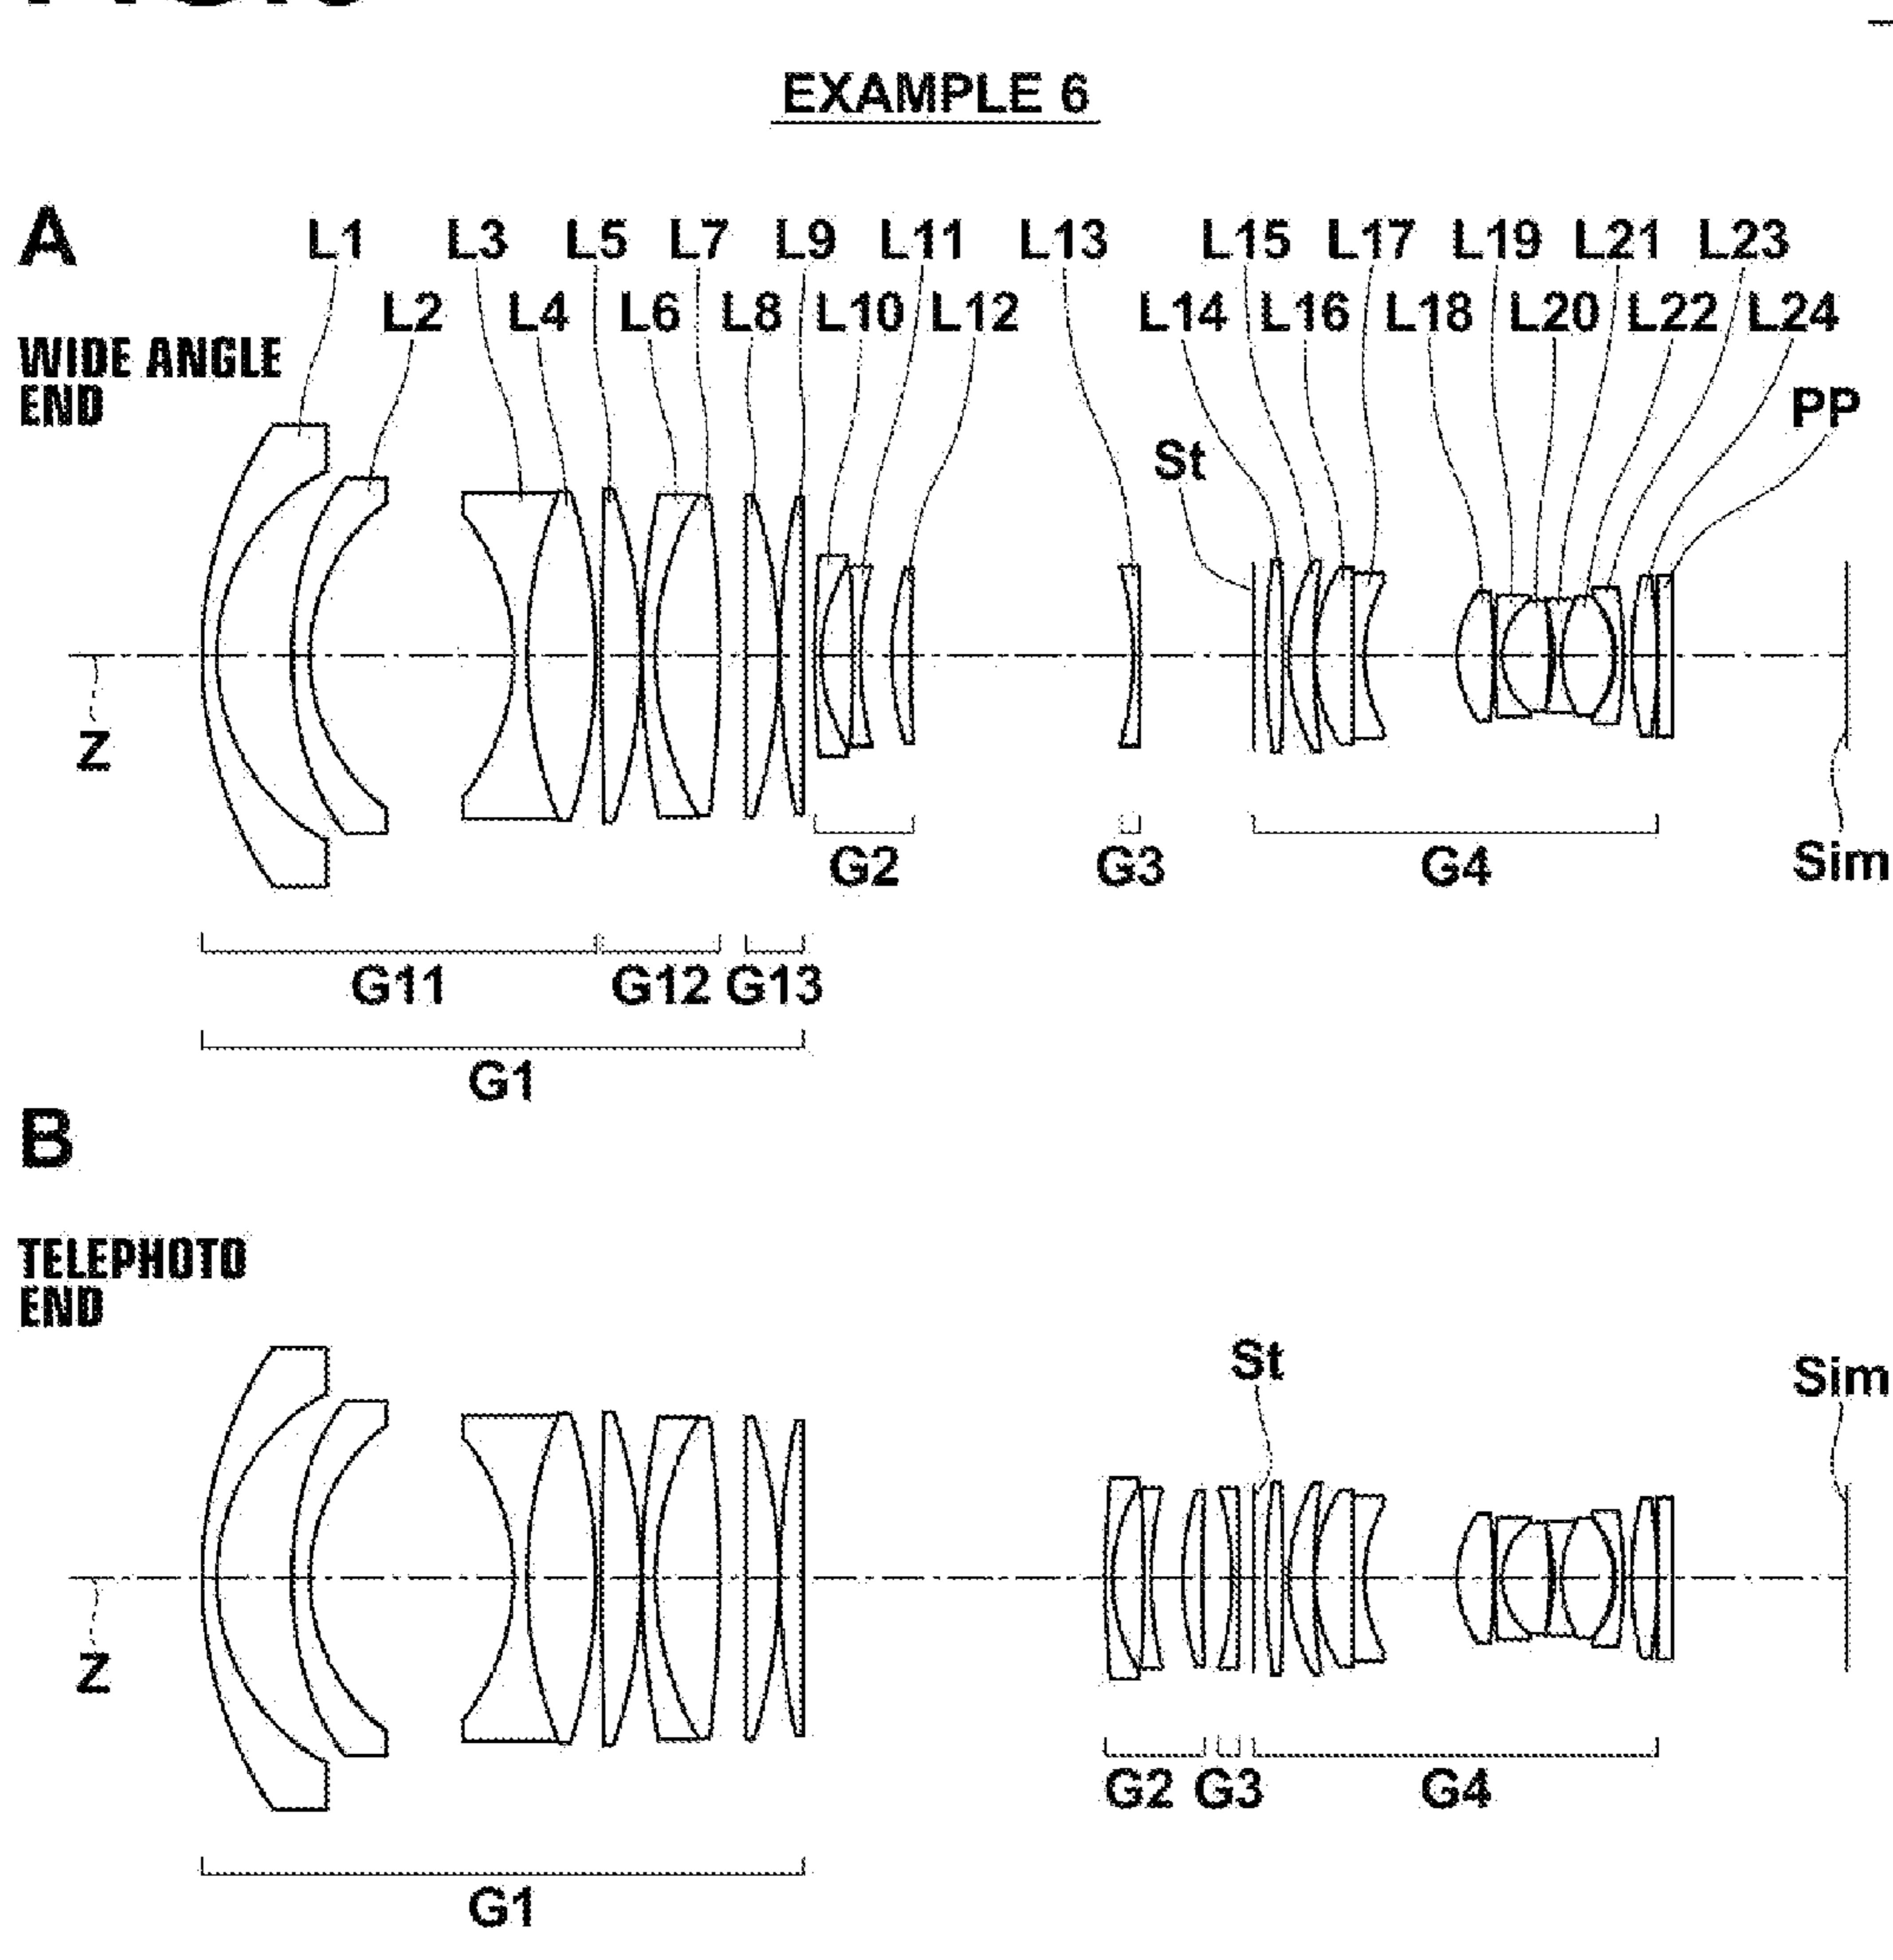 EXAMPLE 6
A
L1 L3 L5 L7 L9 L11 L13 L15 L17 L19 L21 L23
L2 L4 L6 L8 L10 L12 L14 L16 L18 L20 L22 L24
WIDE ANGLE
END
PP
St
Z
G2 G3 G4 Sim
G11 G12 G13
G1
B
TELEPHOTO
END
St Sim
Z
G2 G3 G4
G1